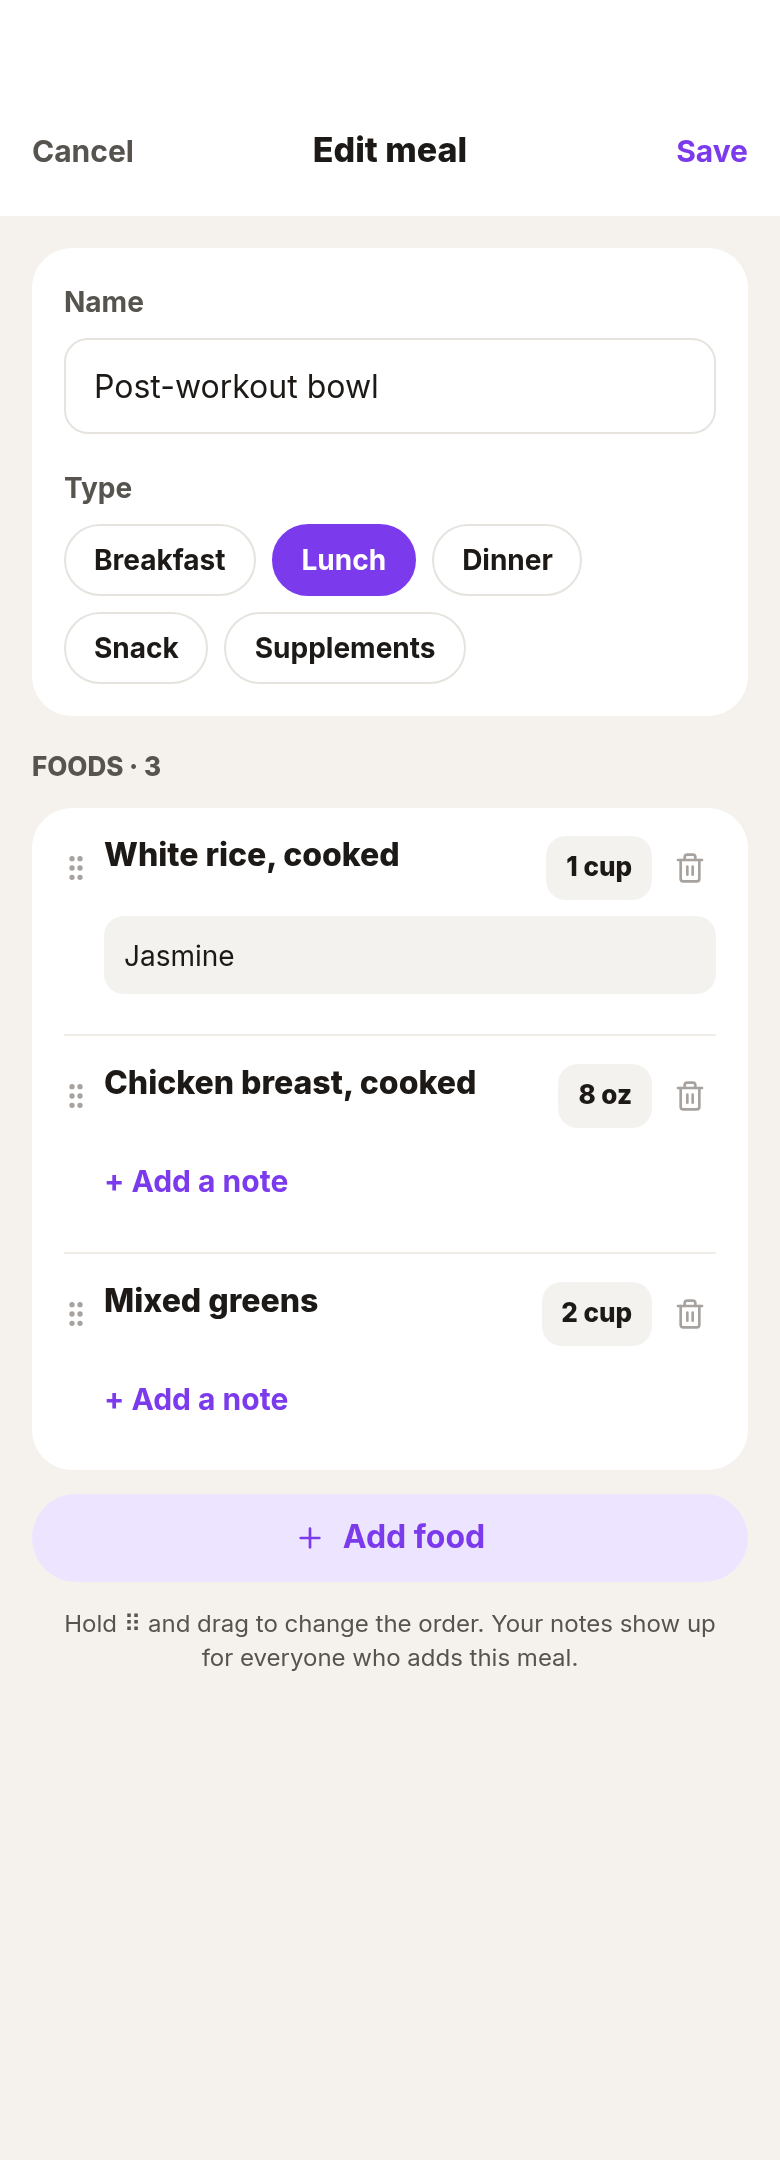 Cancel
Edit meal
Save
Name
Post-workout bowl
Type
Breakfast
Lunch
Dinner
Snack
Supplements
FOODS · 3
White rice, cooked
1 cup
Jasmine
Chicken breast, cooked
8 oz
+ Add a note
Mixed greens
2 cup
+ Add a note
+ Add food
Hold ⠿ and drag to change the order. Your notes show up
for everyone who adds this meal.